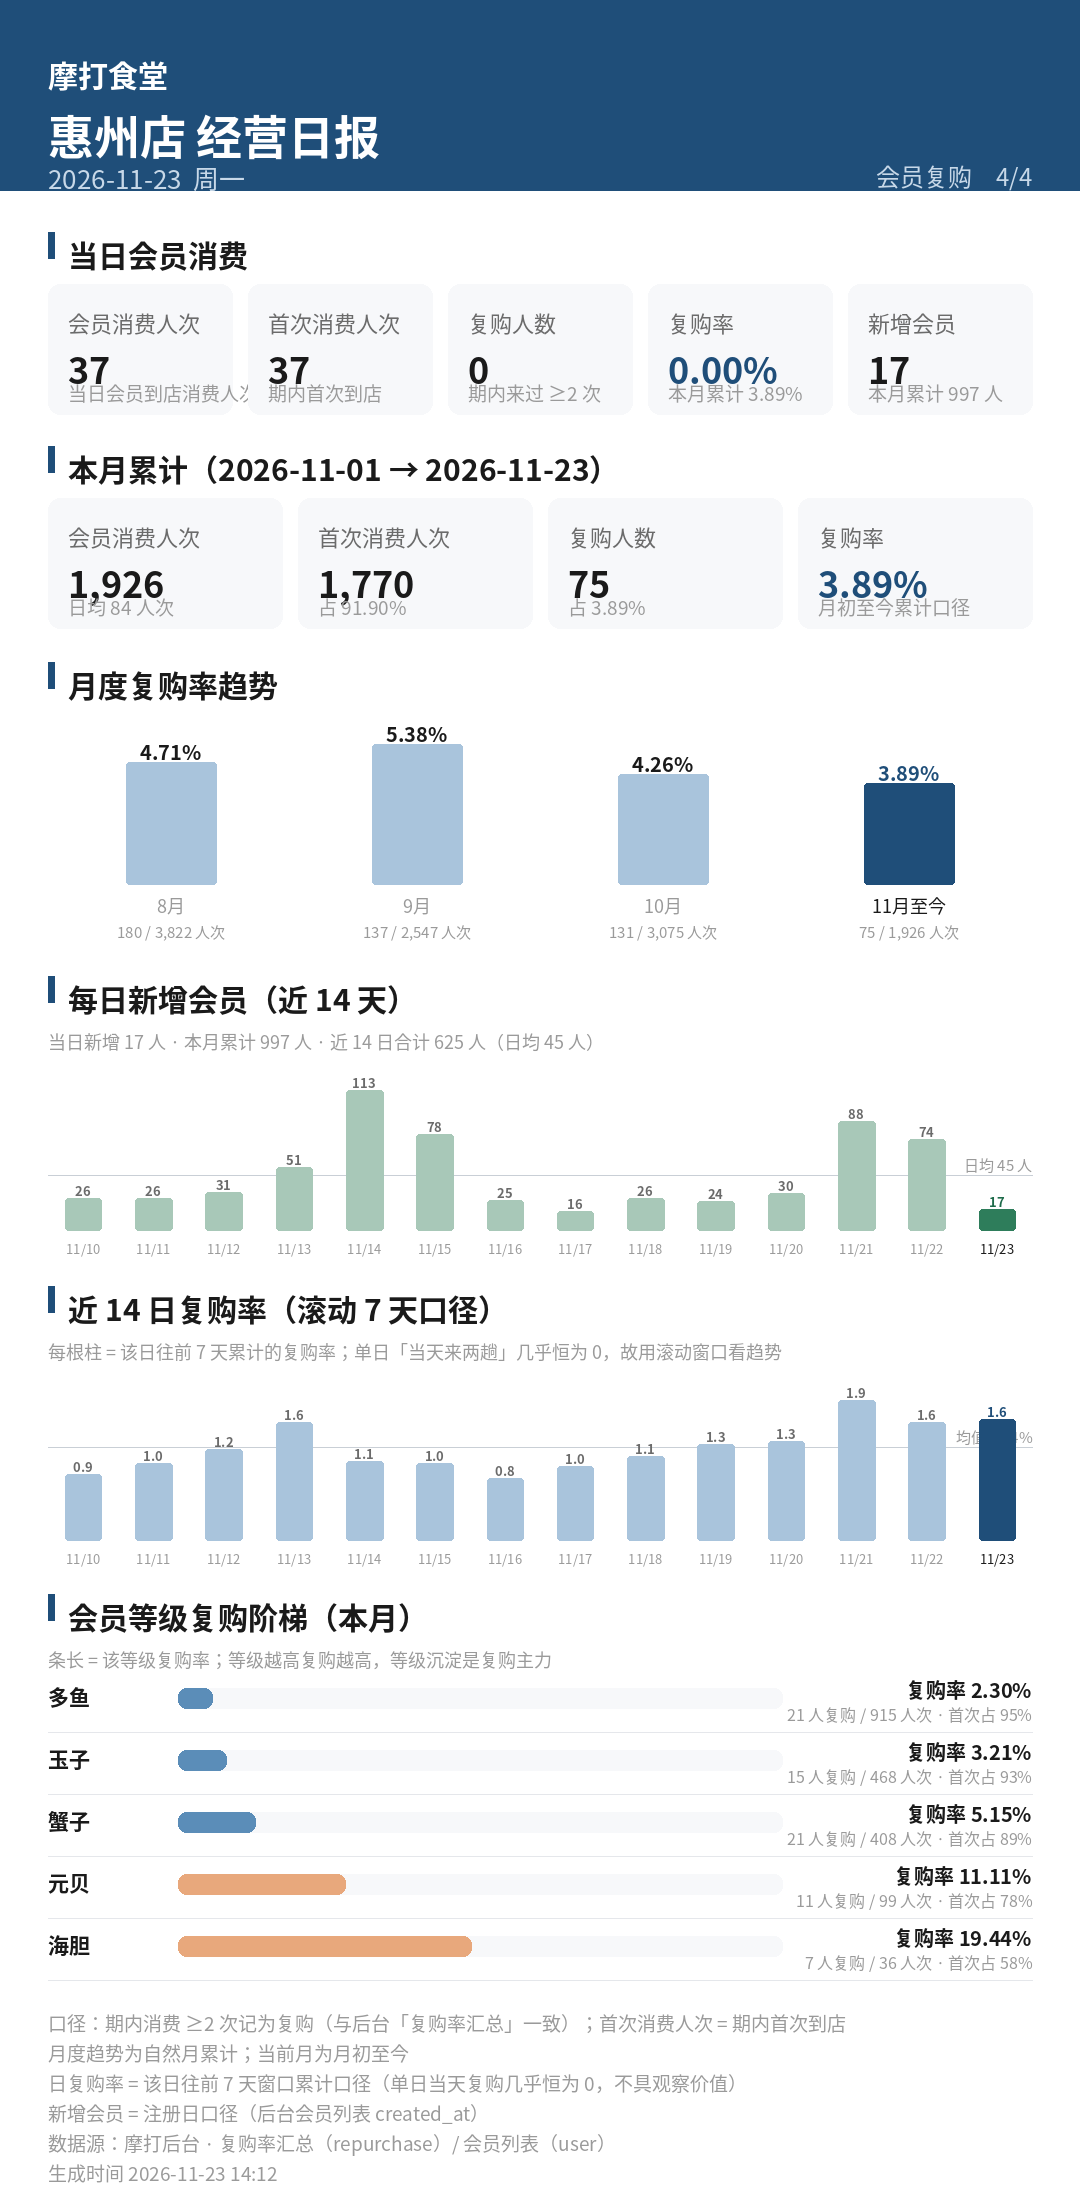 摩打食堂
惠州店 经营日报
2026-11-23 周一
会员复购 4/4
当日会员消费
会员消费人次 首次消费人次 复购人数 复购率 新增会员
37 37 0 0.00% 17
当日会员到店消费人次 期内首次到店 期内来过 ≥2 次 本月累计 3.89% 本月累计 997 人
本月累计（2026-11-01 → 2026-11-23）
会员消费人次 首次消费人次 复购人数 复购率
1,926 1,770 75 3.89%
日均 84 人次 占 91.90% 占 3.89% 月初至今累计口径
月度复购率趋势
4.71% 5.38% 4.26% 3.89%
8月 9月 10月 11月至今
180 / 3,822 人次 137 / 2,547 人次 131 / 3,075 人次 75 / 1,926 人次
每日新增会员（近 14 天）
当日新增 17 人 · 本月累计 997 人 · 近 14 日合计 625 人（日均 45 人）
26 26 31 51 113 78 25 16 26 24 30 88 74 17
日均 45 人
11/10 11/11 11/12 11/13 11/14 11/15 11/16 11/17 11/18 11/19 11/20 11/21 11/22 11/23
近 14 日复购率（滚动 7 天口径）
每根柱 = 该日往前 7 天累计的复购率；单日「当天来两趟」几乎恒为 0，故用滚动窗口看趋势
0.9 1.0 1.2 1.6 1.1 1.0 0.8 1.0 1.1 1.3 1.3 1.9 1.6 1.6
11/10 11/11 11/12 11/13 11/14 11/15 11/16 11/17 11/18 11/19 11/20 11/21 11/22 11/23
会员等级复购阶梯（本月）
条长 = 该等级复购率；等级越高复购越高，等级沉淀是复购主力
多鱼 复购率 2.30%
21 人复购 / 915 人次 · 首次占 95%
玉子 复购率 3.21%
15 人复购 / 468 人次 · 首次占 93%
蟹子 复购率 5.15%
21 人复购 / 408 人次 · 首次占 89%
元贝 复购率 11.11%
11 人复购 / 99 人次 · 首次占 78%
海胆 复购率 19.44%
7 人复购 / 36 人次 · 首次占 58%
口径：期内消费 ≥2 次记为复购（与后台「复购率汇总」一致）；首次消费人次 = 期内首次到店
月度趋势为自然月累计；当前月为月初至今
日复购率 = 该日往前 7 天窗口累计口径（单日当天复购几乎恒为 0，不具观察价值）
新增会员 = 注册日口径（后台会员列表 created_at）
数据源：摩打后台 · 复购率汇总（repurchase）/ 会员列表（user）
生成时间 2026-11-23 14:12